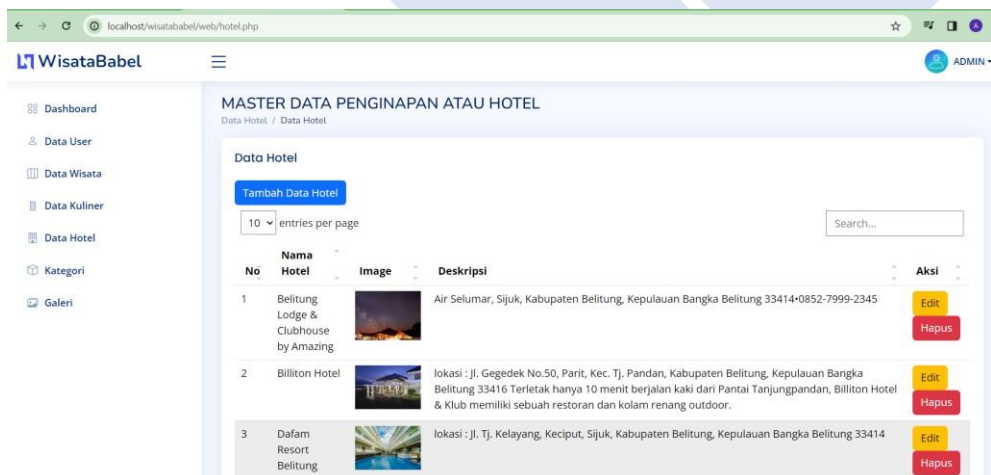 localhost/wisatababel/web/hotel.php
A
WisataBabel
ADMIN
Dashboard
Data User
Data Wisata
Data Kuliner
Data Hotel
Kategori
Galeri
MASTER DATA PENGINAPAN ATAU HOTEL
Data Hotel / Data Hotel
Data Hotel
Tambah Data Hotel
10 entries per page
Search...
No
Nama
Hotel
Image
Deskripsi
Aksi
1
Belitung
Lodge &
Clubhouse
by Amazing
Air Selumar, Sijuk, Kabupaten Belitung, Kepulauan Bangka Belitung 33414•0852-7999-2345
Edit
Hapus
2
Billiton Hotel
lokasi : Jl. Gegedek No.50, Parit, Kec. Tj. Pandan, Kabupaten Belitung, Kepulauan Bangka
Belitung 33416 Terletak hanya 10 menit berjalan kaki dari Pantai Tanjungpandan, Billiton Hotel
& Klub memiliki sebuah restoran dan kolam renang outdoor.
Edit
Hapus
3
Dafam
Resort
Belitung
lokasi : Jl. Tj. Kelayang, Keciput, Sijuk, Kabupaten Belitung, Kepulauan Bangka Belitung 33414
Edit
Hapus